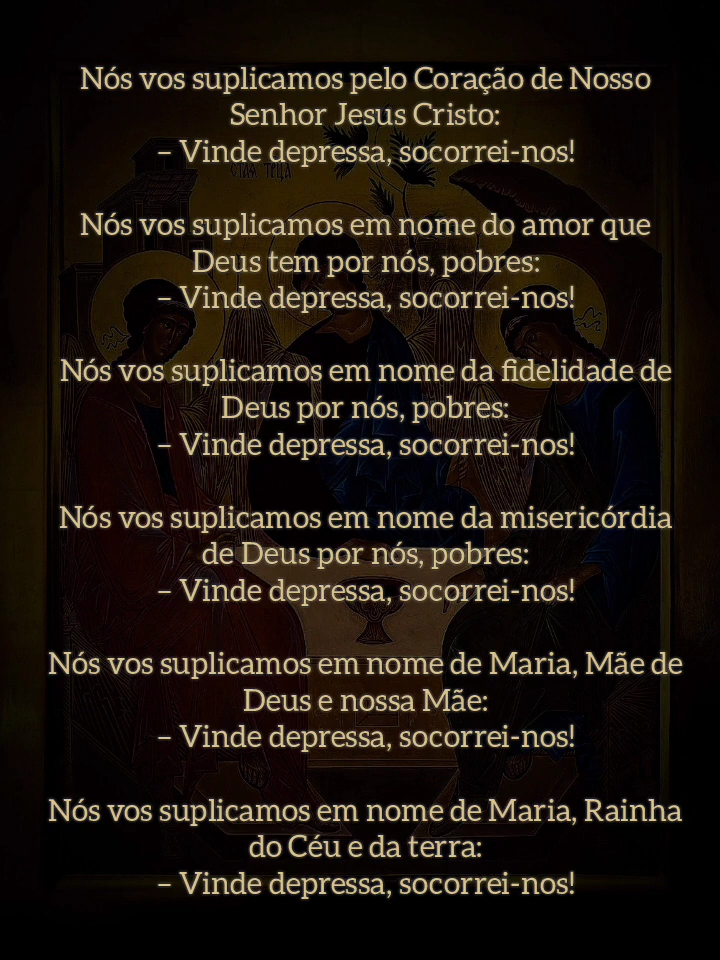 Nós vos suplicamos pelo Coração de Nosso
Senhor Jesus Cristo:
– Vinde depressa, socorrei-nos!
Nós vos suplicamos em nome do amor que
Deus tem por nós, pobres:
– Vinde depressa, socorrei-nos!
Nós vos suplicamos em nome da fidelidade de
Deus por nós, pobres:
– Vinde depressa, socorrei-nos!
Nós vos suplicamos em nome da misericórdia
de Deus por nós, pobres:
– Vinde depressa, socorrei-nos!
Nós vos suplicamos em nome de Maria, Mãe de
Deus e nossa Mãe:
– Vinde depressa, socorrei-nos!
Nós vos suplicamos em nome de Maria, Rainha
do Céu e da terra:
– Vinde depressa, socorrei-nos!